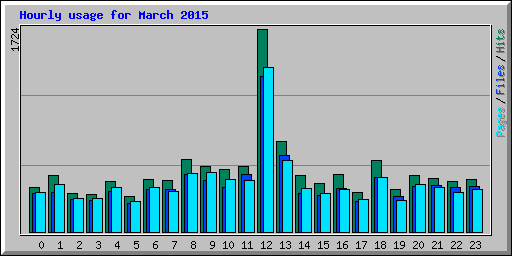 Hourly usage for March 2015
1724
Pages / Files / Hits
0 1 2 3 4 5 6 7 8 9 10 11 12 13 14 15 16 17 18 19 20 21 22 23